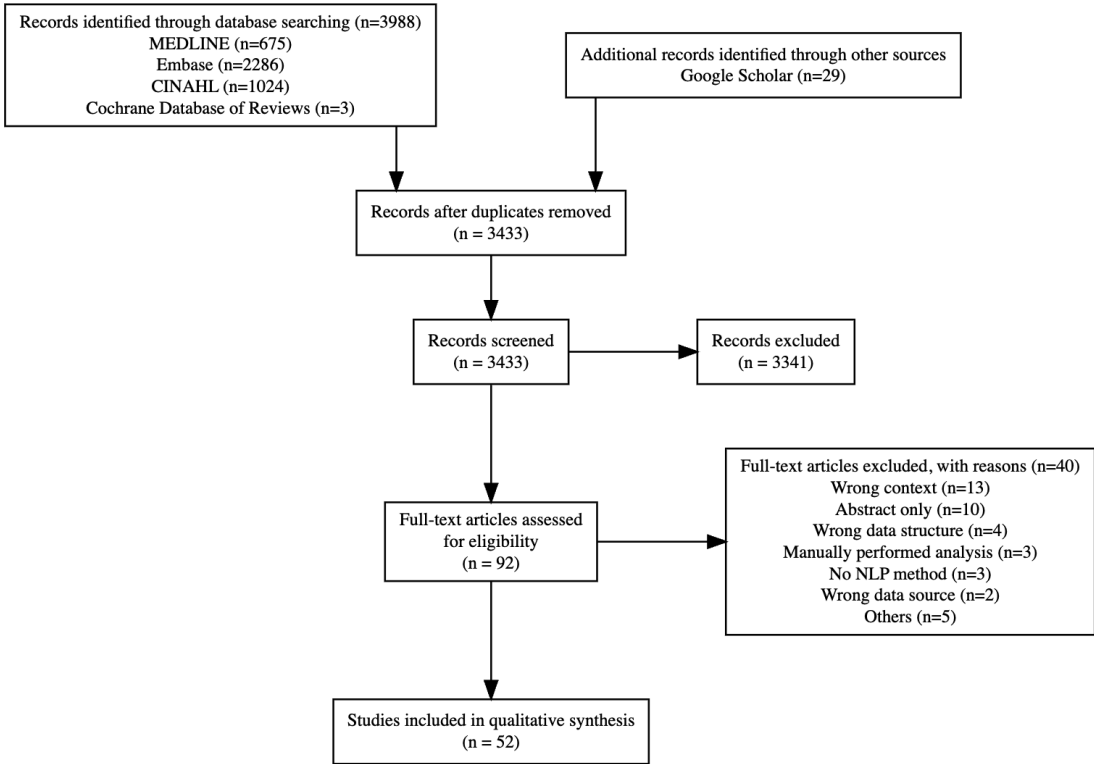 Records identified through database searching (n=3988)
MEDLINE (n=675)
Embase (n=2286)
CINAHL (n=1024)
Cochrane Database of Reviews (n=3)
Additional records identified through other sources
Google Scholar (n=29)
Records after duplicates removed
(n = 3433)
Records screened
(n = 3433)
Records excluded
(n = 3341)
Full-text articles assessed
for eligibility
(n = 92)
Full-text articles excluded, with reasons (n=40)
Wrong context (n=13)
Abstract only (n=10)
Wrong data structure (n=4)
Manually performed analysis (n=3)
No NLP method (n=3)
Wrong data source (n=2)
Others (n=5)
Studies included in qualitative synthesis
(n = 52)